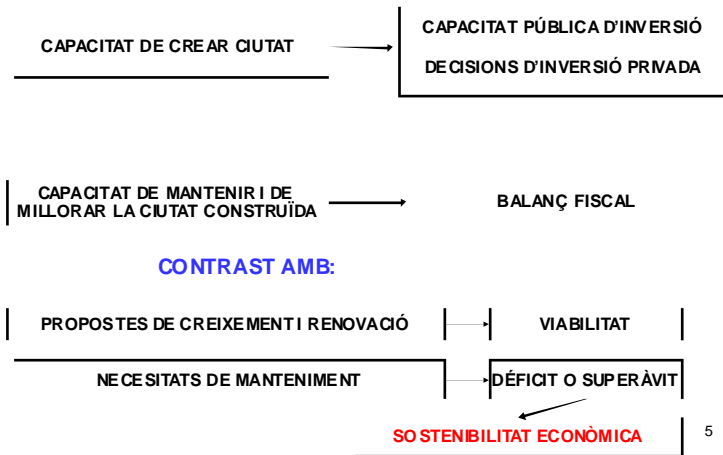 CAPACITAT DE CREAR CIUTAT
CAPACITAT PÚBLICA D'INVERSIÓ
DECISIONS D'INVERSIÓ PRIVADA
CAPACITAT DE MANTENIR I DE
MILLORAR LA CIUTAT CONSTRUÏDA
BALANÇ FISCAL
CONTRAST AMB:
PROPOSTES DE CREIXEMENT I RENOVACIÓ
VIABILITAT
NECESITATS DE MANTENIMENT
DÉFICIT O SUPERÀVIT
SOSTENIBILITAT ECONÒMICA
5